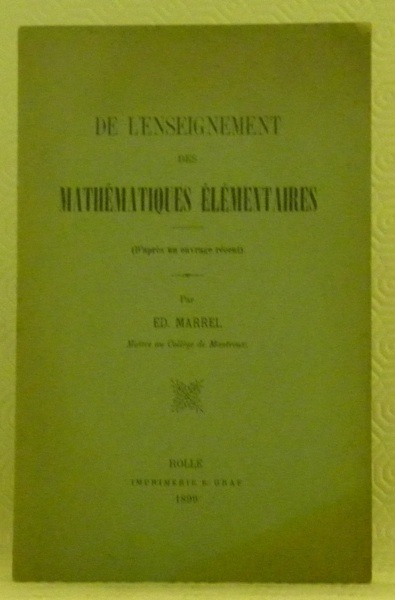 DE L'ENSEIGNEMENT
DES
MATHÉMATIQUES ÉLÉMENTAIRES
(D'après un ouvrage récent).
Par
ED. MARREL
Maître au Collège de Montreux.
ROLLE
IMPRIMERIE
1899